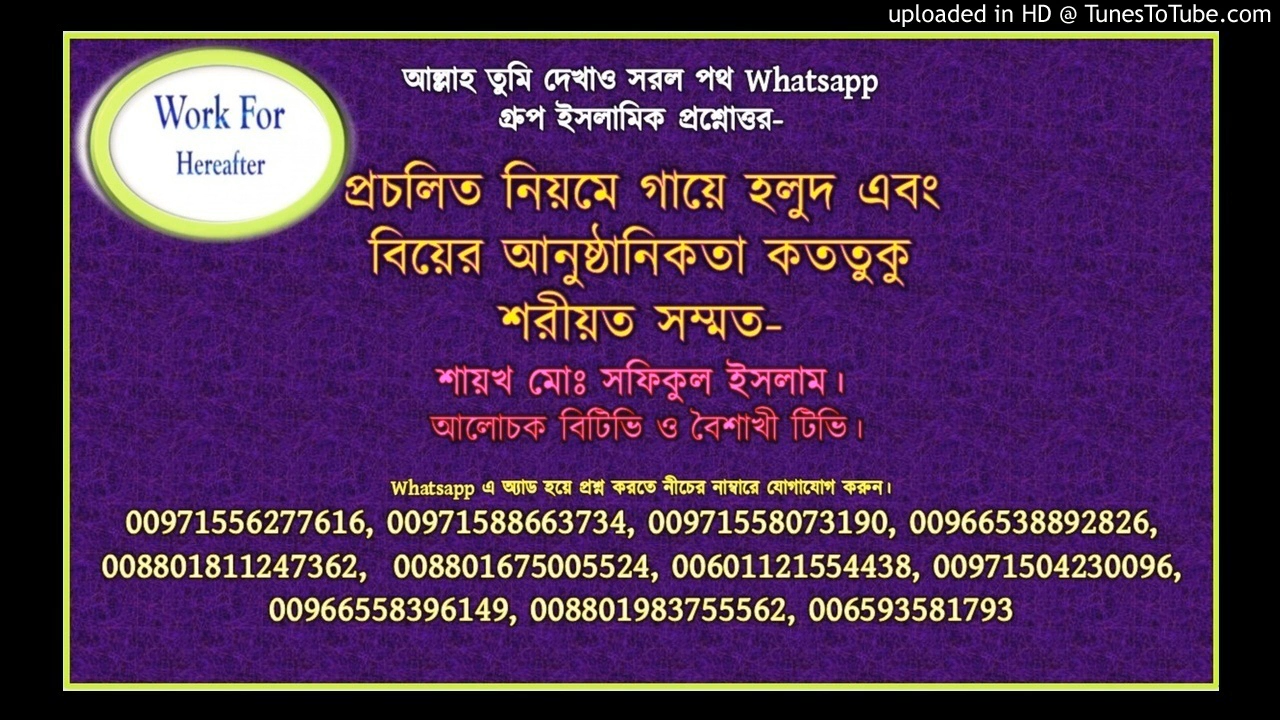 uploaded in HD @ TunesToTube.com
Work For
Hereafter
আল্লাহ তুমি দেখাও সরল পথ Whatsapp
গ্রুপ ইসলামিক প্রশ্নোত্তর-
প্রচলিত নিয়মে গায়ে হলুদ এবং
বিয়ের আনুষ্ঠানিকতা কততুকু
শরীয়ত সম্মত-
শায়খ মোঃ সফিকুল ইসলাম।
আলোচক বিটিভি ও বৈশাখী টিভি।
Whatsapp এ অ্যাড হয়ে প্রশ্ন করতে নীচের নাম্বারে যোগাযোগ করুন।
00971556277616, 00971588663734, 00971558073190, 00966538892826,
008801811247362, 008801675005524, 00601121554438, 00971504230096,
00966558396149, 008801983755562, 006593581793